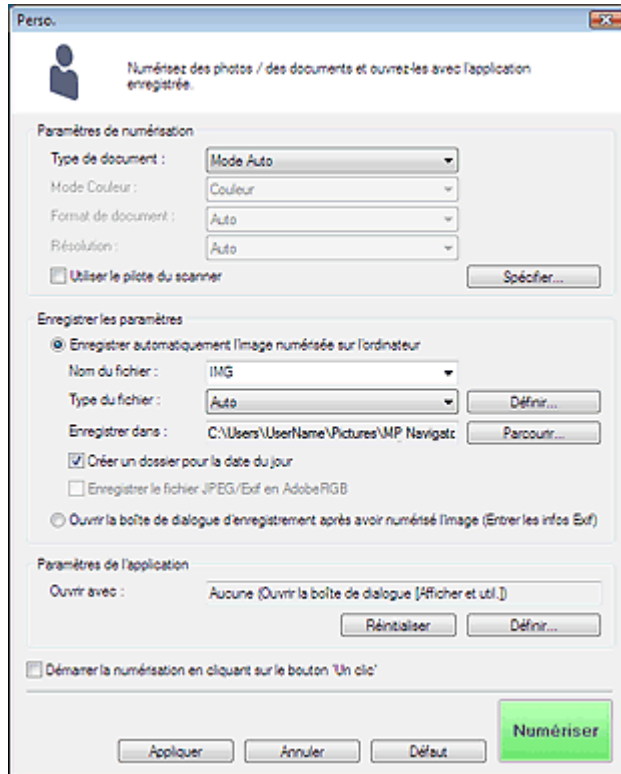 Perso.
Numérisez des photos / des documents et ouvrez-les avec l'application
enregistrée.
Paramètres de numérisation
Type de document : Mode Auto
Mode Couleur : Couleur
Format de document : Auto
Résolution : Auto
Utiliser le pilote du scanner Spécifier...
Enregistrer les paramètres
Enregistrer automatiquement l'image numérisée sur l'ordinateur
Nom du fichier : IMG
Type du fichier : Auto Définir...
Enregistrer dans : C:\Users\UserName\Pictures\MP Navigatc Parcourir...
Créer un dossier pour la date du jour
Enregistrer le fichier JPEG/Exif en AdobeRGB
Ouvrir la boîte de dialogue d'enregistrement après avoir numérisé l'image (Entrer les infos Exif)
Paramètres de l'application
Ouvrir avec : Aucune (Ouvrir la boîte de dialogue [Afficher et util.])
Réinitialiser Définir...
Démarrer la numérisation en cliquant sur le bouton 'Un clic'
Numériser
Appliquer Annuler Défaut